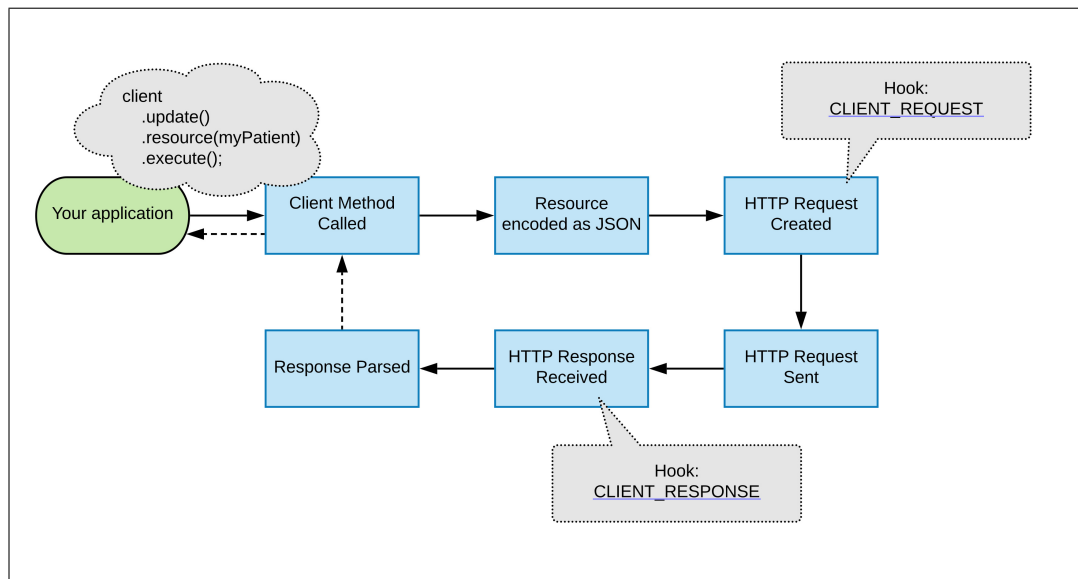 client
.update()
.resource(myPatient)
.execute();
Hook:
CLIENT_REQUEST
Your application
Client Method
Called
Resource
encoded as JSON
HTTP Request
Created
Response Parsed
HTTP Response
Received
HTTP Request
Sent
Hook:
CLIENT_RESPONSE